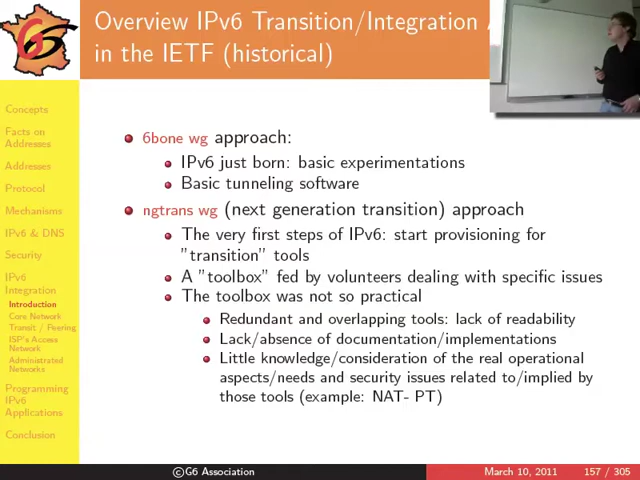 Overview IPv6 Transition/Integration
in the IETF (historical)
G6
Concepts
Facts on
Addresses
Addresses
Protocol
Mechanisms
IPv6 & DNS
Security
IPv6
Integration
Introduction
Core Network
Transit / Peering
ISP's Access
Network
Administrated
Networks
Programming
IPv6
Applications
Conclusion
6bone wg approach:
IPv6 just born: basic experimentations
Basic tunneling software
ngtrans wg (next generation transition) approach
The very first steps of IPv6: start provisioning for
"transition" tools
A "toolbox" fed by volunteers dealing with specific issues
The toolbox was not so practical
Redundant and overlapping tools: lack of readability
Lack/absence of documentation/implementations
Little knowledge/consideration of the real operational
aspects/needs and security issues related to/implied by
those tools (example: NAT- PT)
©G6 Association
March 10, 2011
157 / 305